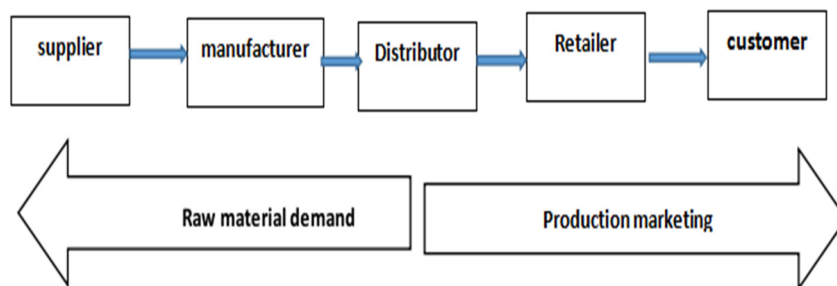 supplier
manufacturer
Distributor
Retailer
customer
Raw material demand
Production marketing